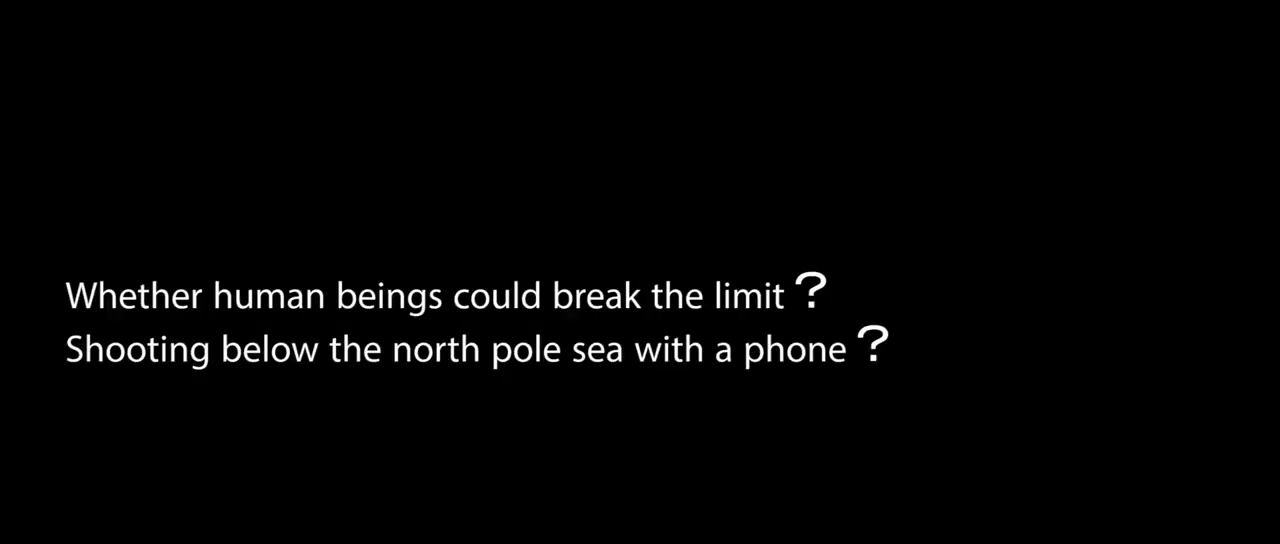 Whether human beings could break the limit？
Shooting below the north pole sea with a phone？